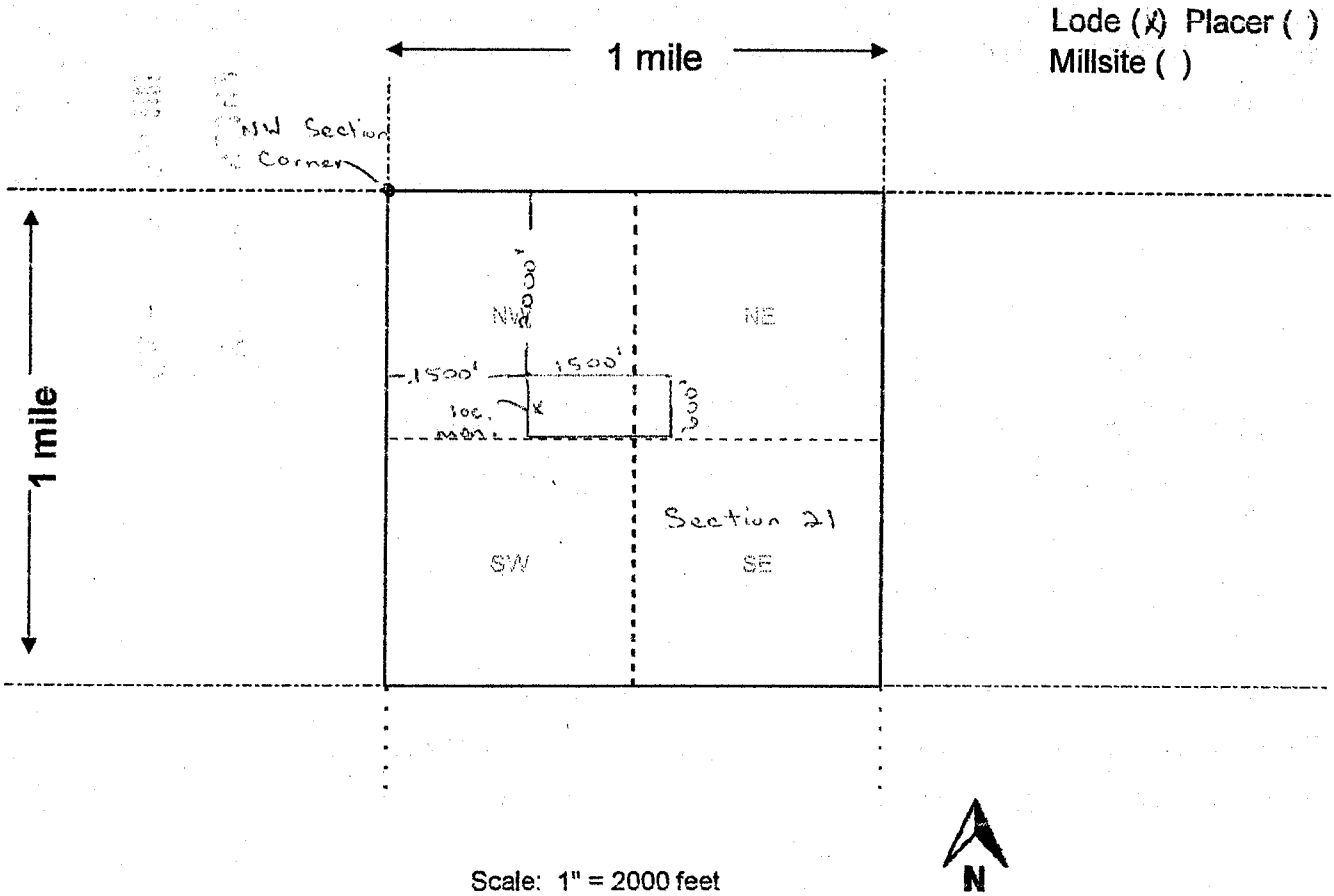 Lode (X) Placer ( )
Millsite ( )
1 mile
NW Section
Corner
1 mile
2000'
NW
NE
1500'
1500'
600'
loc.
mon.
Section 21
SW
SE
Scale: 1" = 2000 feet
N